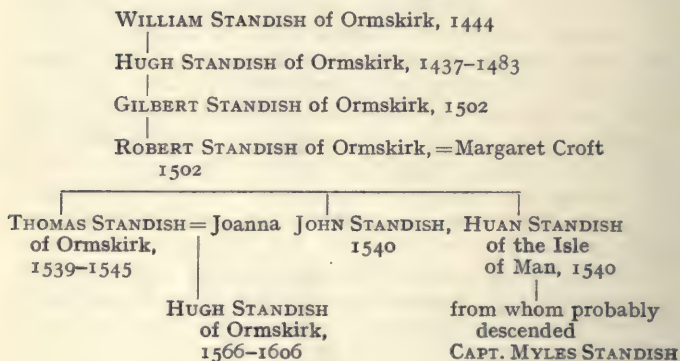 WILLIAM STANDISH of Ormskirk, 1444
HUGH STANDISH of Ormskirk, 1437–1483
GILBERT STANDISH of Ormskirk, 1502
ROBERT STANDISH of Ormskirk,=Margaret Croft
1502
THOMAS STANDISH=Joanna JOHN STANDISH, HUAN STANDISH
of Ormskirk, 1540 of the Isle
1539–1545 of Man, 1540
HUGH STANDISH from whom probably
of Ormskirk, descended
1566–1606 CAPT. MYLES STANDISH